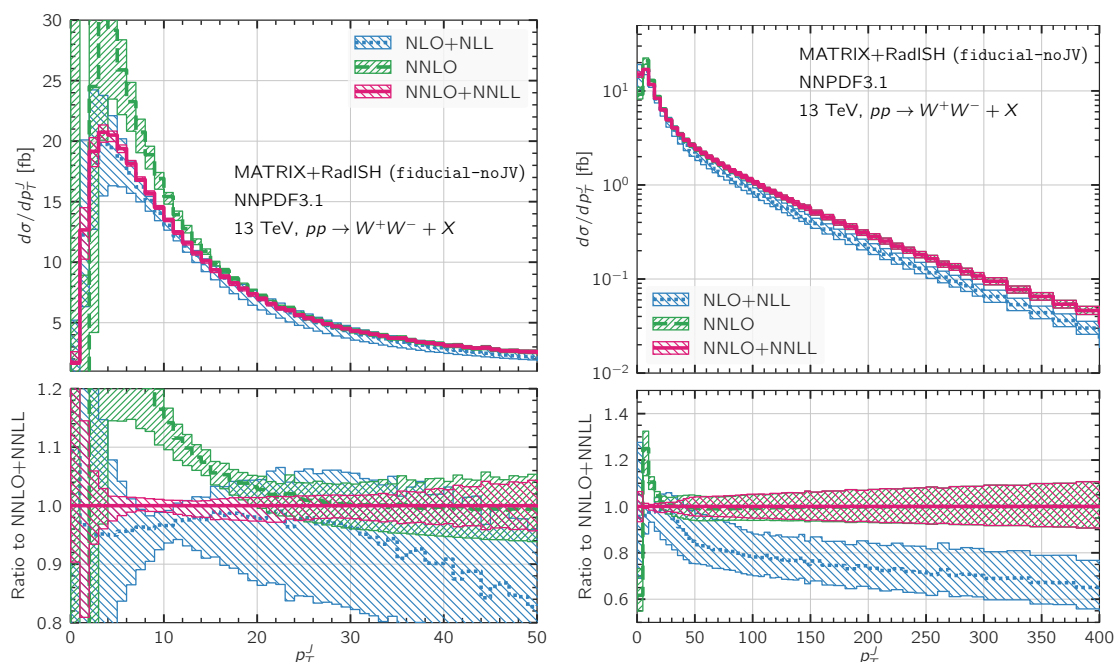 30
25
20
15
10
5
dσ/dp_T^J [fb]
NLO+NLL
NNLO
NNLO+NNLL
MATRIX+RadISH (fiducial-noJV)
NNPDF3.1
13 TeV, pp → W⁺W⁻ + X
1.2
1.1
1.0
0.9
0.8
Ratio to NNLO+NNLL
0 10 20 30 40 50
p_T^J
10¹
10⁰
10⁻¹
10⁻²
dσ/dp_T^J [fb]
MATRIX+RadISH (fiducial-noJV)
NNPDF3.1
13 TeV, pp → W⁺W⁻ + X
NLO+NLL
NNLO
NNLO+NNLL
1.4
1.2
1.0
0.8
0.6
Ratio to NNLO+NNLL
0 50 100 150 200 250 300 350 400
p_T^J